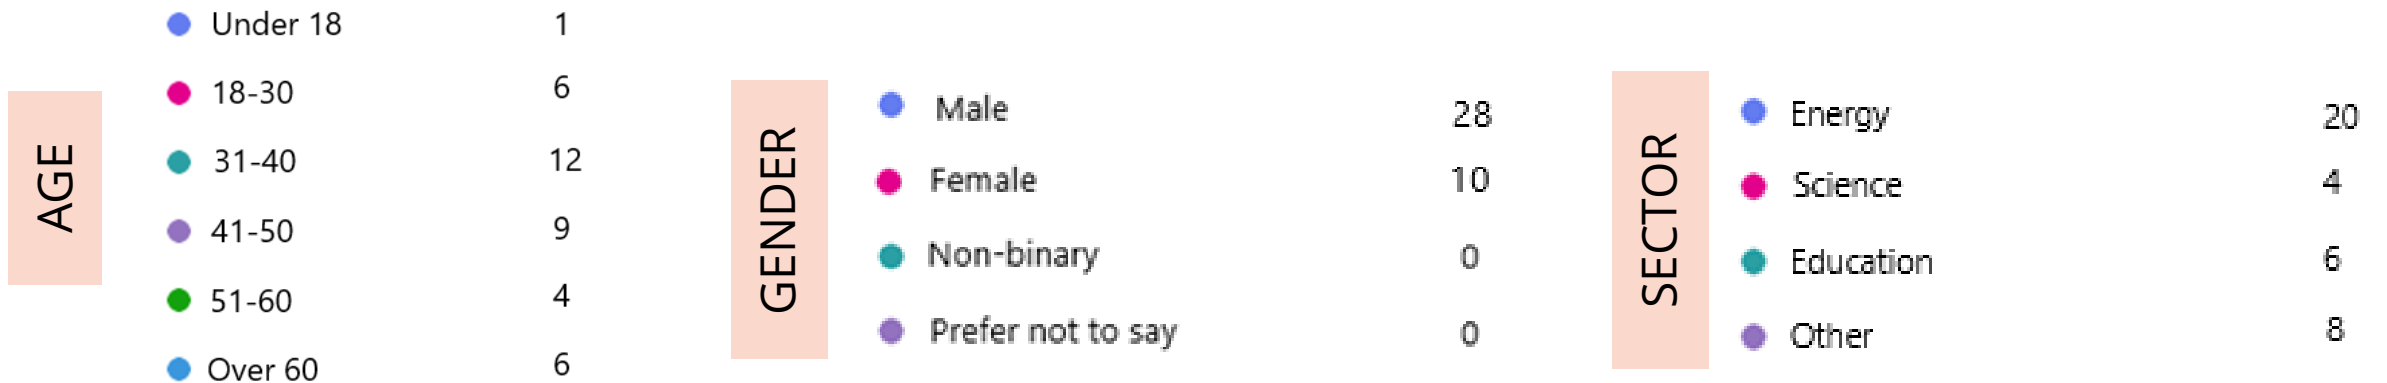 AGE
Under 18 1
18-30 6
31-40 12
41-50 9
51-60 4
Over 60 6
GENDER
Male 28
Female 10
Non-binary 0
Prefer not to say 0
SECTOR
Energy 20
Science 4
Education 6
Other 8